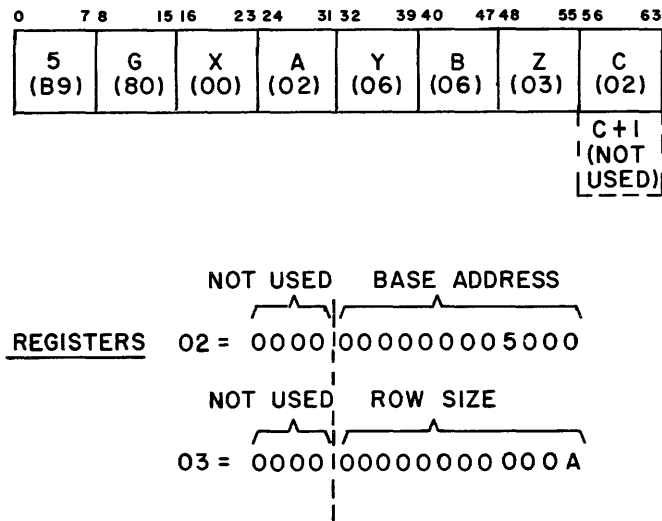 0 7 8 15 16 23 24 31 32 39 40 47 48 55 56 63
5 G X A Y B Z C
(B9) (80) (00) (02) (06) (06) (03) (02)
C+1
(NOT
USED)
NOT USED BASE ADDRESS
REGISTERS 02 = 0000 000000005000
NOT USED ROW SIZE
03 = 0000 00000000000A